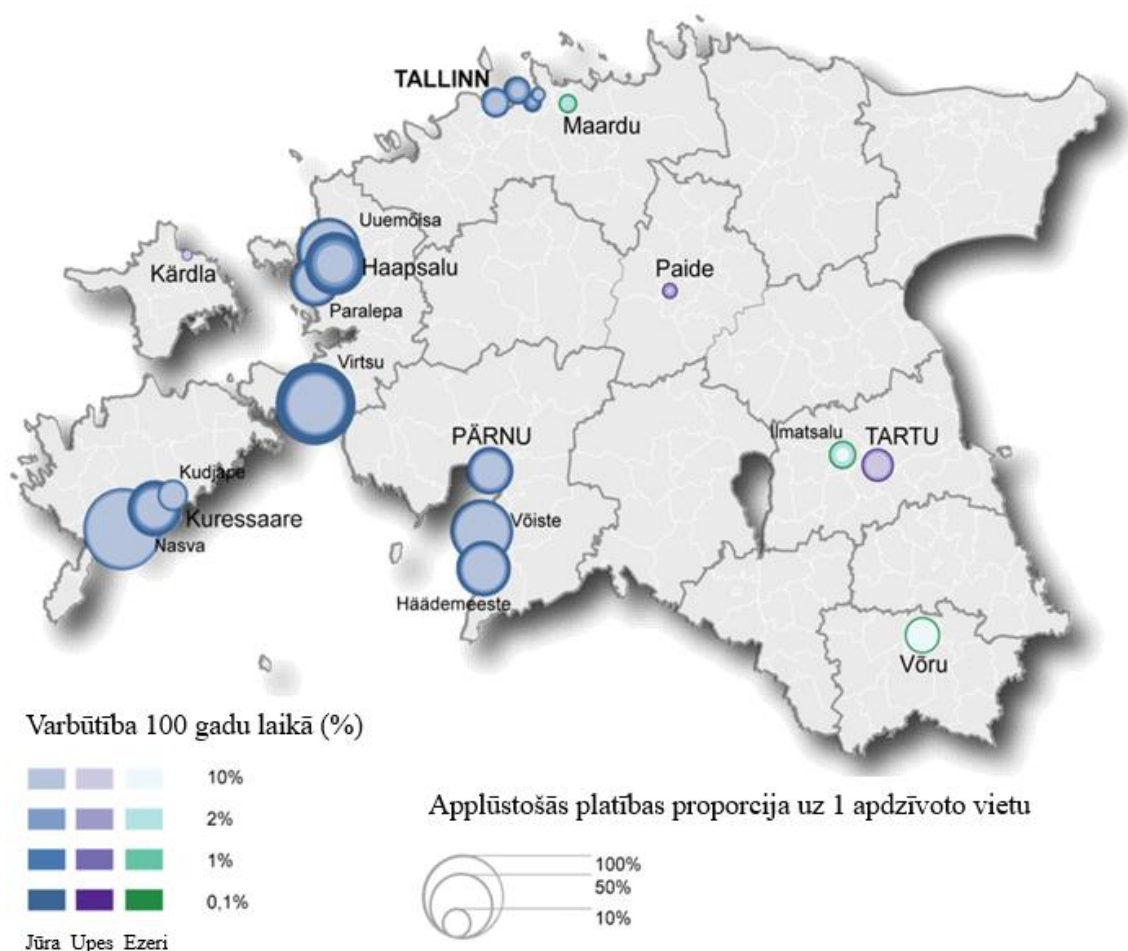 TALLINN
Maardu
Uuemõisa
Haapsalu
Kärdla
Paide
Paralepa
Virtsu
PÄRNU
Ilmatsalu
TARTU
Kudjape
Kuressaare
Nasva
Võiste
Häädemeeste
Võru
Varbūtība 100 gadu laikā (%)
10%
2%
1%
0,1%
Jūra Upes Ezeri
Applūstošās platības proporcija uz 1 apdzīvoto vietu
100%
50%
10%